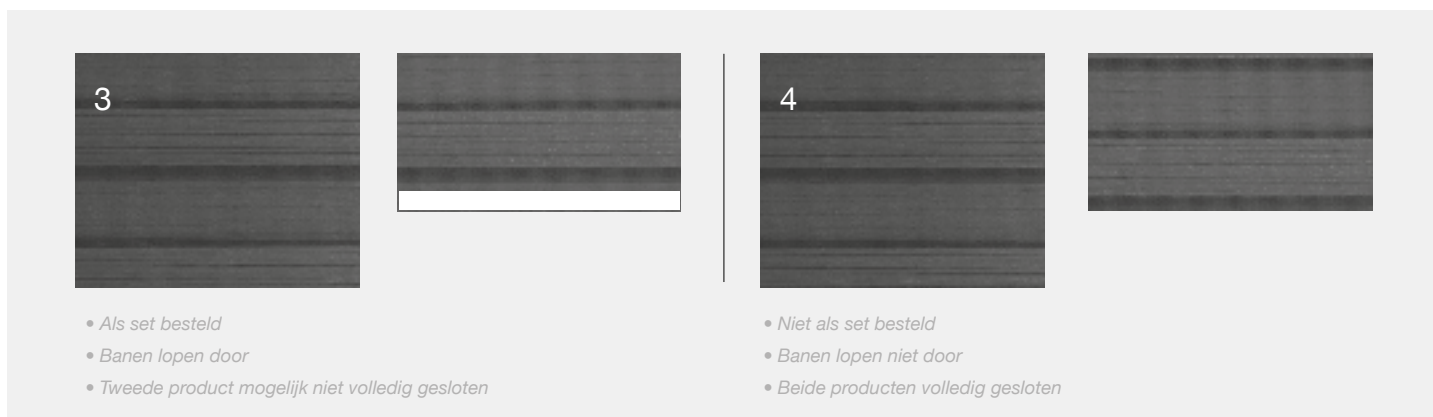 3
4
• Als set besteld
• Banen lopen door
• Tweede product mogelijk niet volledig gesloten
• Niet als set besteld
• Banen lopen niet door
• Beide producten volledig gesloten